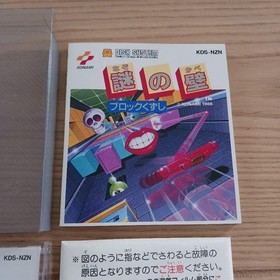 KONAMI
DISK SYSTEM
KDS-NZN
なぞ かべ
謎の壁
ブロックくずし
© KONAMI 1986
KDS-NZN
※図のように指などでさわると故障の
原因となりますのでご注意ください。